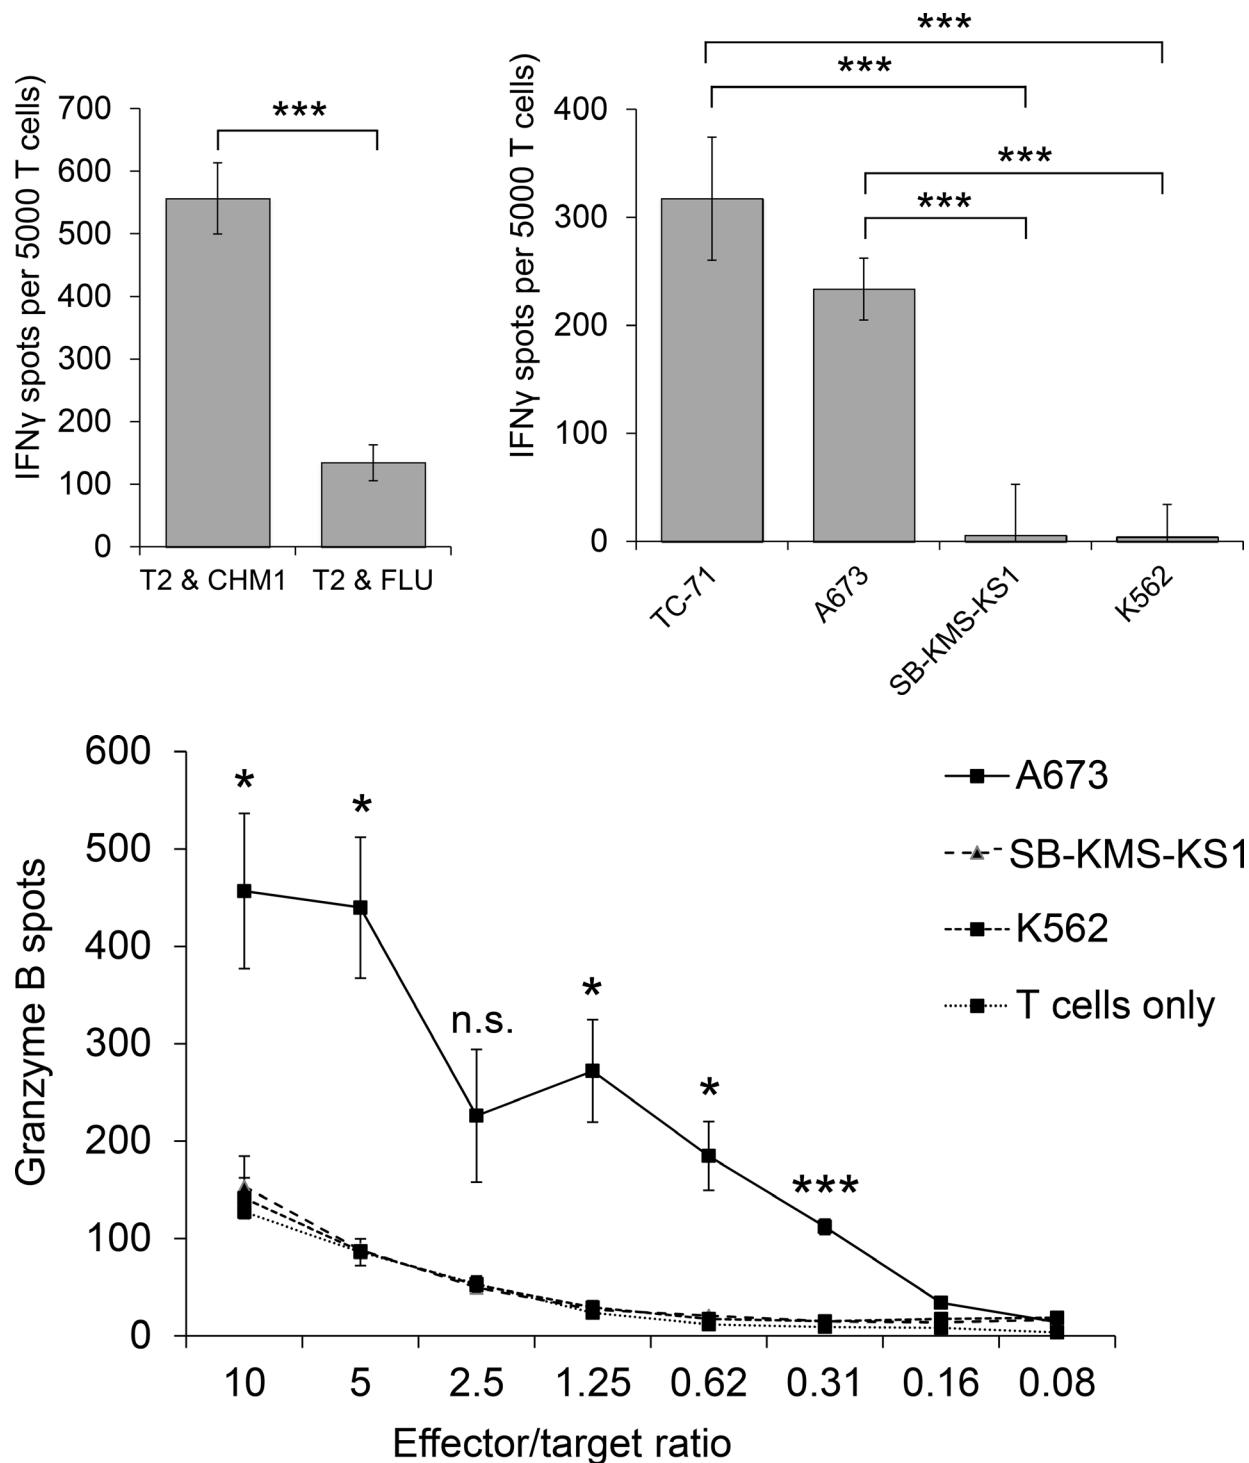 IFNγ spots per 5000 T cells)
700
600
500
400
300
200
100
0
***
T2 & CHM1 T2 & FLU
IFNγ spots per 5000 T cells)
400
300
200
100
0
***
***
***
***
TC-71
A673
SB-KMS-KS1
K562
Granzyme B spots
600
500
400
300
200
100
0
*
*
n.s.
*
*
***
A673
SB-KMS-KS1
K562
T cells only
10 5 2.5 1.25 0.62 0.31 0.16 0.08
Effector/target ratio